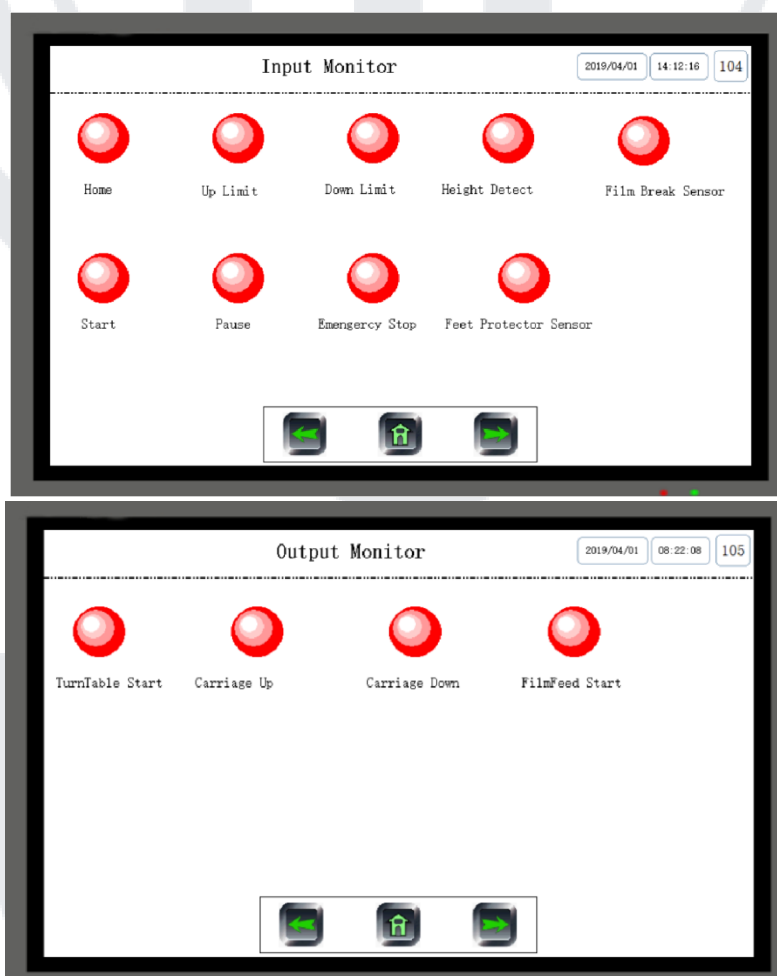 Input Monitor
2019/04/01 14:12:16 104
Home Up Limit Down Limit Height Detect Film Break Sensor
Start Pause Emengercy Stop Feet Protector Sensor
Output Monitor
2019/04/01 08:22:08 105
TurnTable Start Carriage Up Carriage Down FilmFeed Start